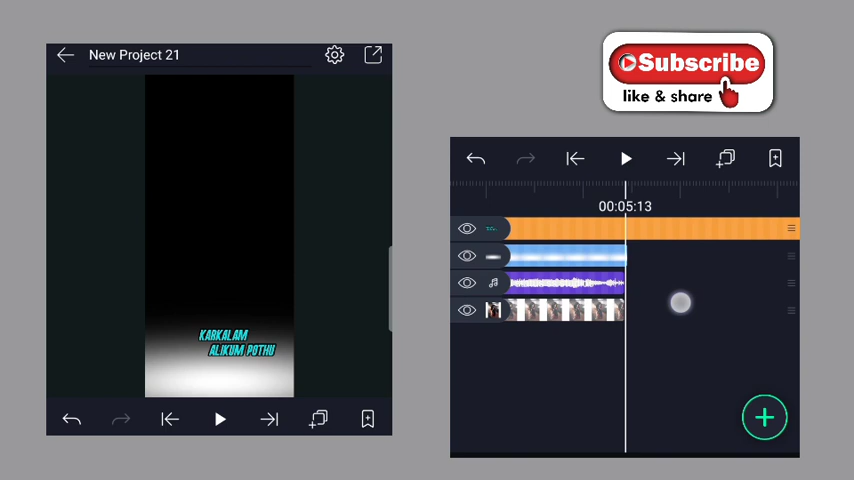 New Project 21
KARKALAM
ALIKUM POTHU
Subscribe
like & share
00:05:13